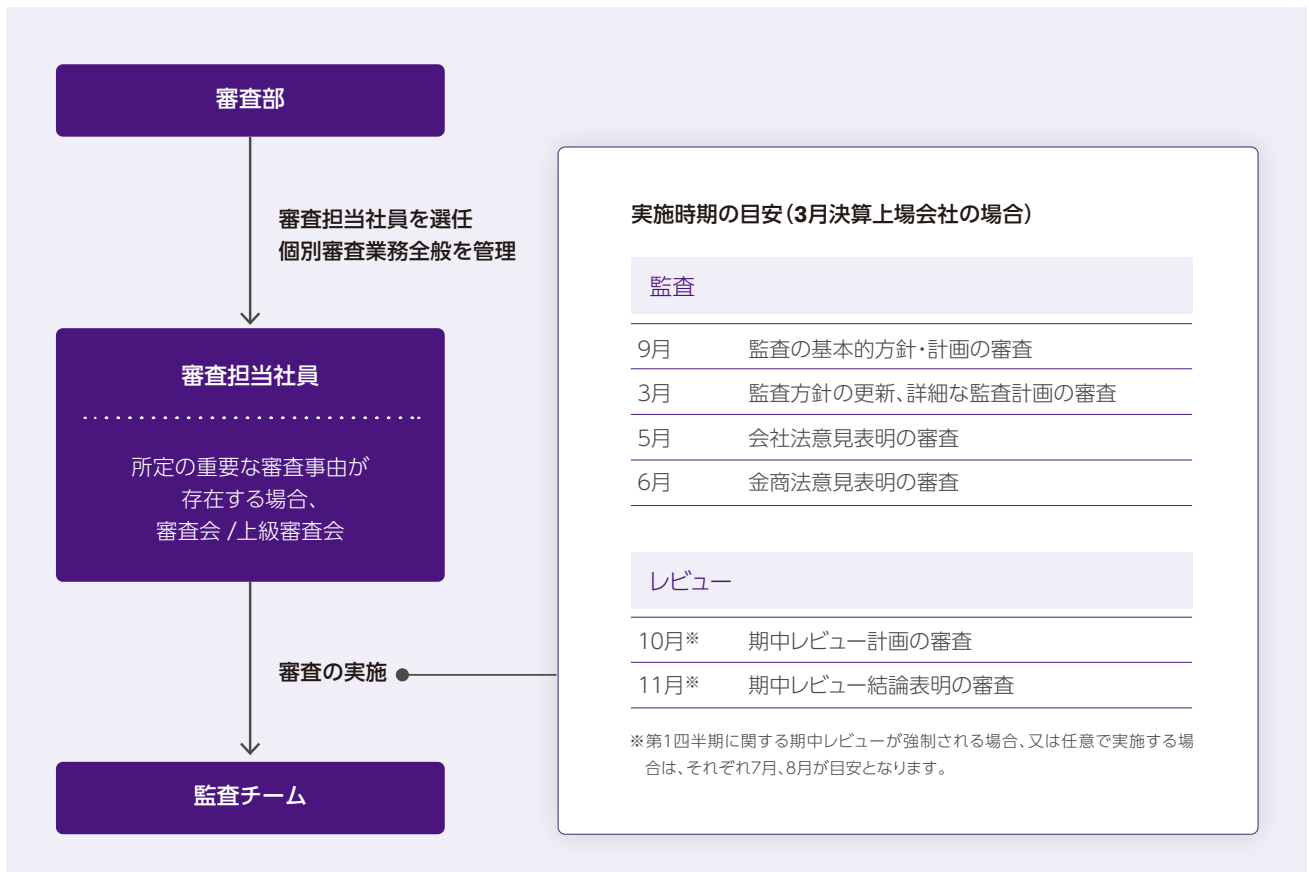 審査部
審査担当社員を選任
個別審査業務全般を管理
審査担当社員
所定の重要な審査事由が
存在する場合、
審査会 /上級審査会
審査の実施
監査チーム
実施時期の目安（3月決算上場会社の場合）
監査
9月 監査の基本的方針・計画の審査
3月 監査方針の更新、詳細な監査計画の審査
5月 会社法意見表明の審査
6月 金商法意見表明の審査
レビュー
10月※ 期中レビュー計画の審査
11月※ 期中レビュー結論表明の審査
※第1四半期に関する期中レビューが強制される場合、又は任意で実施する場
合は、それぞれ7月、8月が目安となります。